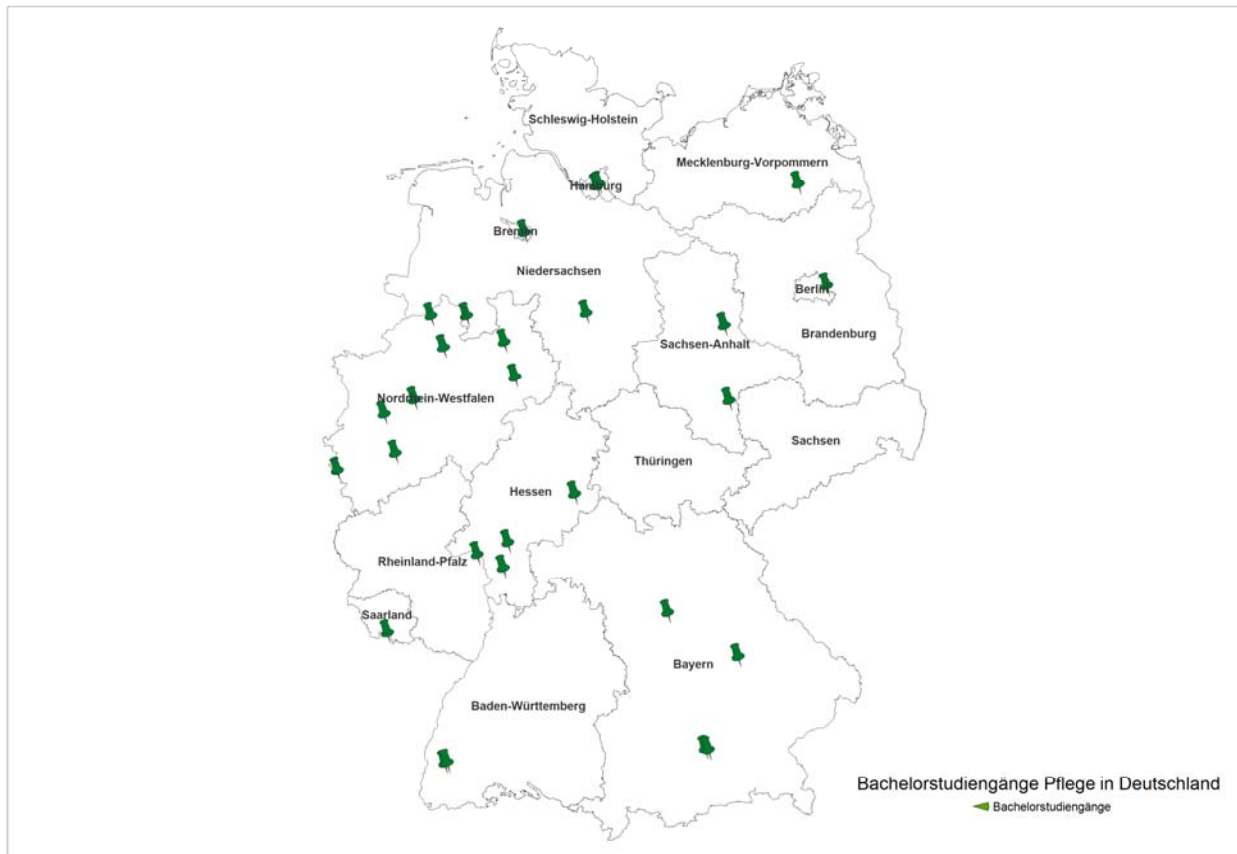 Schleswig-Holstein
Mecklenburg-Vorpommern
Hamburg
Bremen
Niedersachsen
Berlin
Brandenburg
Sachsen-Anhalt
Nordrhein-Westfalen
Sachsen
Thüringen
Hessen
Rheinland-Pfalz
Saarland
Bayern
Baden-Württemberg
Bachelorstudiengänge Pflege in Deutschland
Bachelorstudiengänge